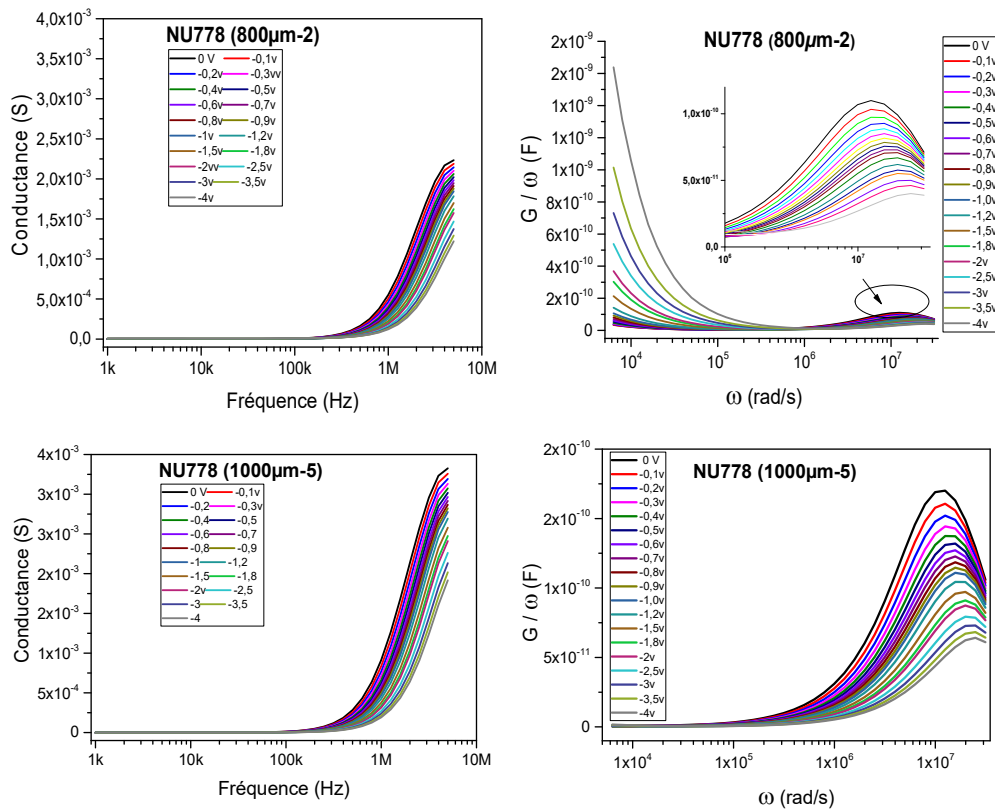 NU778 (800µm-2)
0 V -0,1v
-0,2v -0,3vv
-0,4v -0,5v
-0,6v -0,7v
-0,8v -0,9v
-1v -1,2v
-1,5v -1,8v
-2vv -2,5v
-3v -3,5v
-4v
Conductance (S)
4,0x10-3
3,5x10-3
3,0x10-3
2,5x10-3
2,0x10-3
1,5x10-3
1,0x10-3
5,0x10-4
0,0
1k 10k 100k 1M 10M
Fréquence (Hz)
NU778 (800µm-2)
G / ω (F)
2x10-9
2x10-9
1x10-9
1x10-9
1x10-9
8x10-10
6x10-10
4x10-10
2x10-10
0
1,0x10-10
5,0x10-11
0,0
10^6 10^7
10^4 10^5 10^6 10^7
ω (rad/s)
0 V
-0,1v
-0,2v
-0,3v
-0,4v
-0,5v
-0,6v
-0,7v
-0,8v
-0,9v
-1,0v
-1,2v
-1,5v
-1,8v
-2v
-2,5v
-3v
-3,5v
-4v
NU778 (1000µm-5)
0 V -0,1v
-0,2 -0,3v
-0,4 -0,5
-0,6 -0,7
-0,8 -0,9
-1 -1,2
-1,5 -1,8
-2v -2,5
-3 -3,5
-4
Conductance (S)
4x10-3
3x10-3
3x10-3
2x10-3
2x10-3
1x10-3
5x10-4
0
1k 10k 100k 1M 10M
Fréquence (Hz)
NU778 (1000µm-5)
0 V
-0,1v
-0,2v
-0,3v
-0,4v
-0,5v
-0,6v
-0,7v
-0,8v
-0,9v
-1,0v
-1,2v
-1,5v
-1,8v
-2v
-2,5v
-3v
-3,5v
-4v
G / ω (F)
2x10-10
2x10-10
1x10-10
5x10-11
0
1x10^4 1x10^5 1x10^6 1x10^7
ω (rad/s)